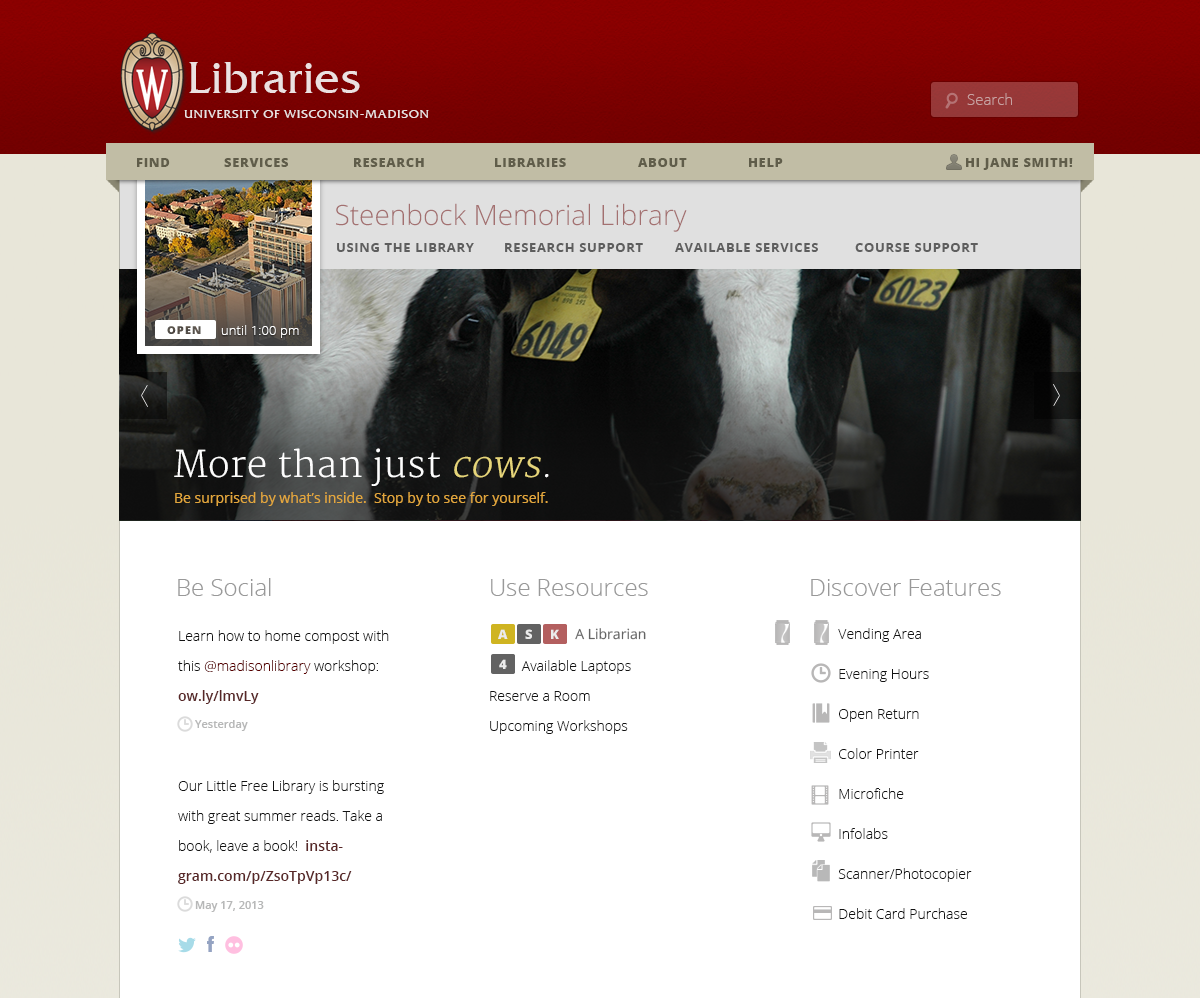 W
Libraries
UNIVERSITY OF WISCONSIN-MADISON
Search
FIND SERVICES RESEARCH LIBRARIES ABOUT HELP HI JANE SMITH!
Steenbock Memorial Library
USING THE LIBRARY RESEARCH SUPPORT AVAILABLE SERVICES COURSE SUPPORT
OPEN until 1:00 pm
6049
6023
More than just cows.
Be surprised by what's inside. Stop by to see for yourself.
Be Social
Learn how to home compost with
this @madisonlibrary workshop:
ow.ly/lmvLy
Yesterday
Our Little Free Library is bursting
with great summer reads. Take a
book, leave a book! insta-
gram.com/p/ZsoTpVp13c/
May 17, 2013
f
Use Resources
A S K A Librarian
4 Available Laptops
Reserve a Room
Upcoming Workshops
Discover Features
Vending Area
Evening Hours
Open Return
Color Printer
Microfiche
Infolabs
Scanner/Photocopier
Debit Card Purchase